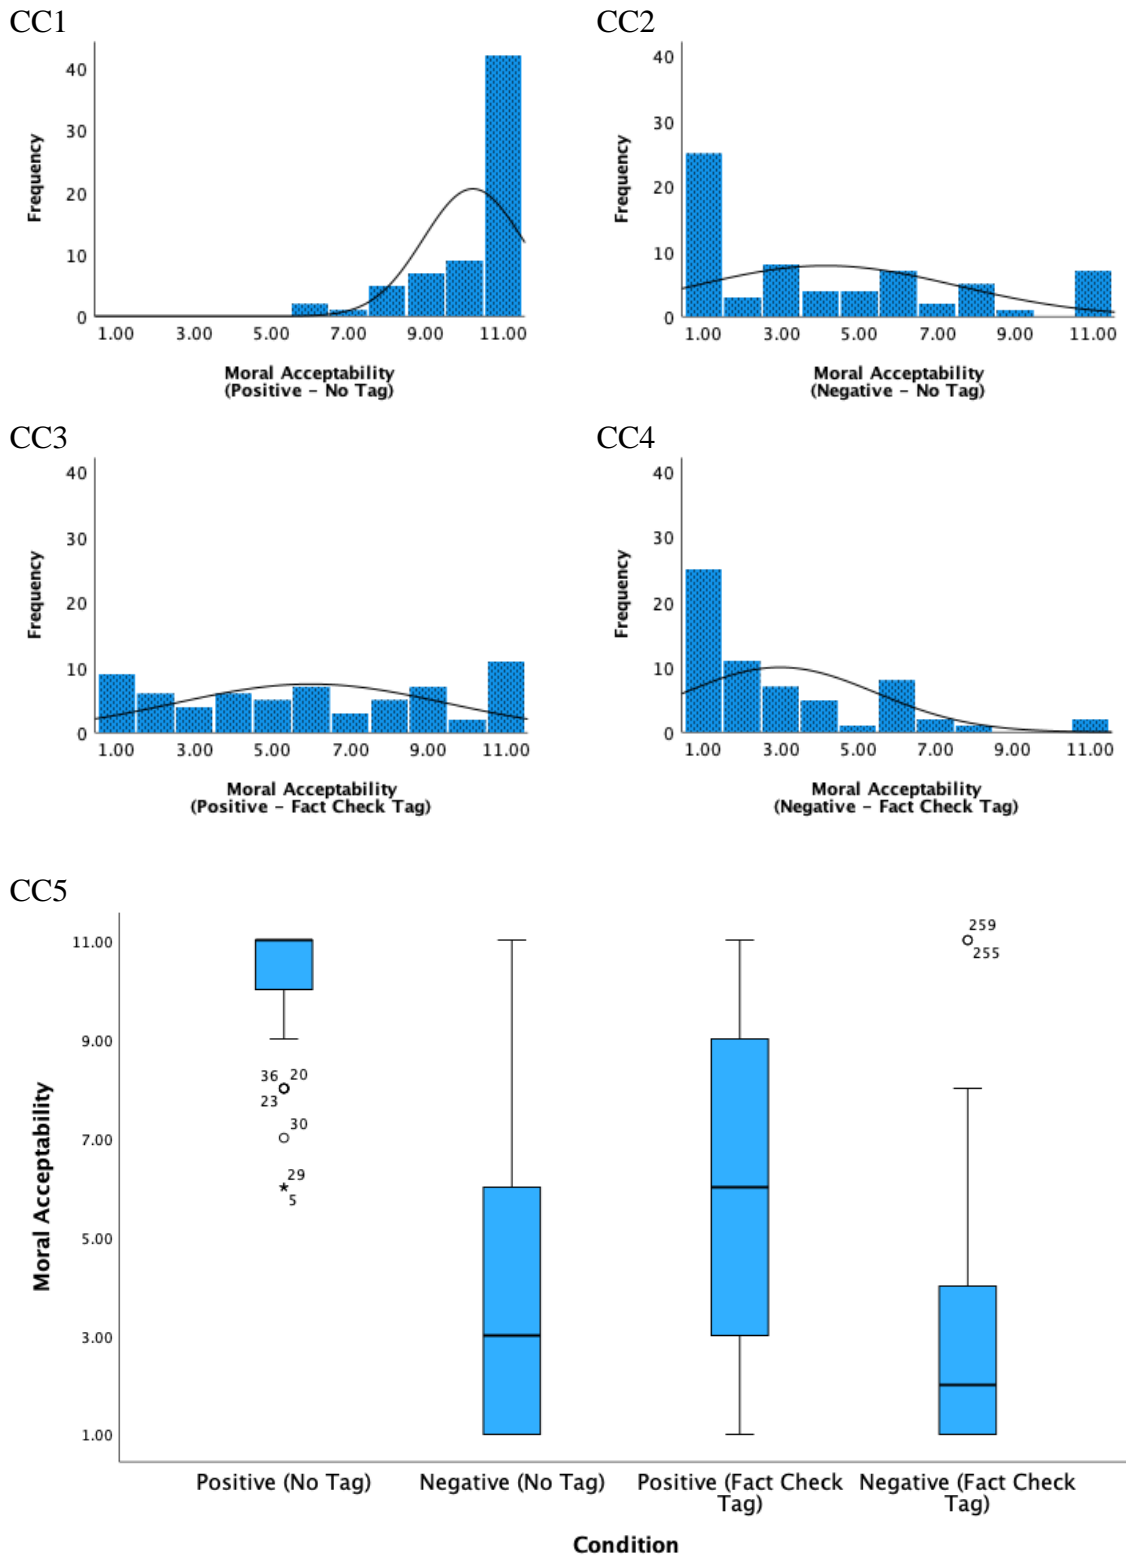 CC1
CC2
40
30
20
10
0
Frequency
1.00 3.00 5.00 7.00 9.00 11.00
Moral Acceptability
(Positive – No Tag)
40
30
20
10
0
Frequency
1.00 3.00 5.00 7.00 9.00 11.00
Moral Acceptability
(Negative – No Tag)
CC3
CC4
40
30
20
10
0
Frequency
1.00 3.00 5.00 7.00 9.00 11.00
Moral Acceptability
(Positive – Fact Check Tag)
40
30
20
10
0
Frequency
1.00 3.00 5.00 7.00 9.00 11.00
Moral Acceptability
(Negative – Fact Check Tag)
CC5
11.00
9.00
7.00
5.00
3.00
1.00
Moral Acceptability
36 20
23
30
29
5
259
255
Positive (No Tag)
Negative (No Tag)
Positive (Fact Check
Tag)
Negative (Fact Check
Tag)
Condition